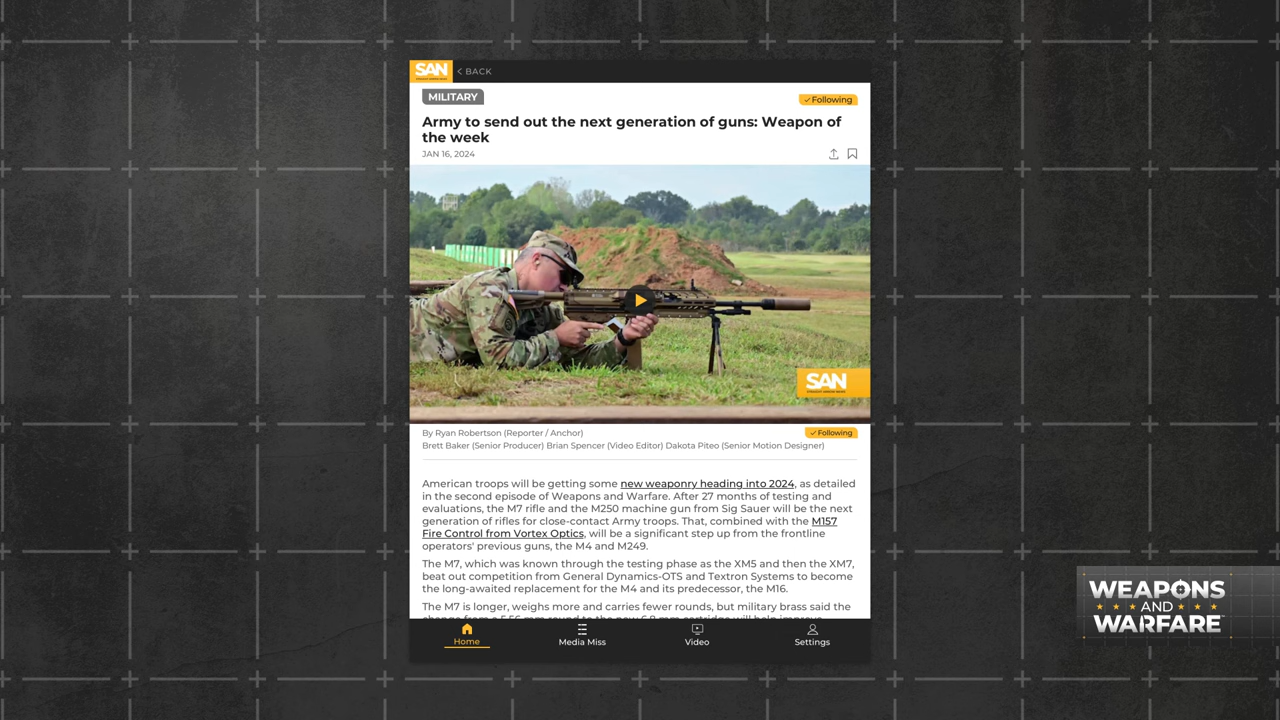 SAN
< BACK
MILITARY
Following
Army to send out the next generation of guns: Weapon of
the week
JAN 16, 2024
SAN
By Ryan Robertson (Reporter / Anchor)
Following
Brett Baker (Senior Producer) Brian Spencer (Video Editor) Dakota Piteo (Senior Motion Designer)
American troops will be getting some new weaponry heading into 2024, as detailed
in the second episode of Weapons and Warfare. After 27 months of testing and
evaluations, the M7 rifle and the M250 machine gun from Sig Sauer will be the next
generation of rifles for close-contact Army troops. That, combined with the M157
Fire Control from Vortex Optics, will be a significant step up from the frontline
operators' previous guns, the M4 and M249.
The M7, which was known through the testing phase as the XM5 and then the XM7,
beat out competition from General Dynamics-OTS and Textron Systems to become
the long-awaited replacement for the M4 and its predecessor, the M16.
The M7 is longer, weighs more and carries fewer rounds, but military brass said the
Home
Media Miss
Video
Settings
WEAPONS
AND
WARFARE